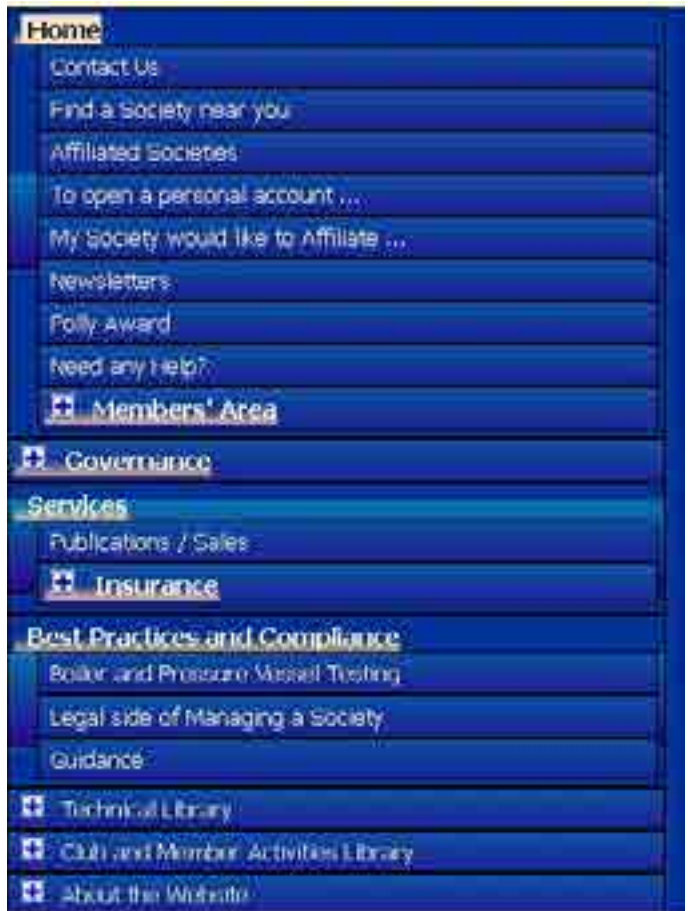 Home
Contact Us
Find a Society near you
Affiliated Societies
To open a personal account ...
My Society would like to Affiliate ...
Newsletters
Polly Award
Need any Help?
Members' Area
Governance
Services
Publications / Sales
Insurance
Best Practices and Compliance
Boiler and Pressure Vessel Testing
Legal side of Managing a Society
Guidance
Technical Library
Club and Member Activities Library
About the Website